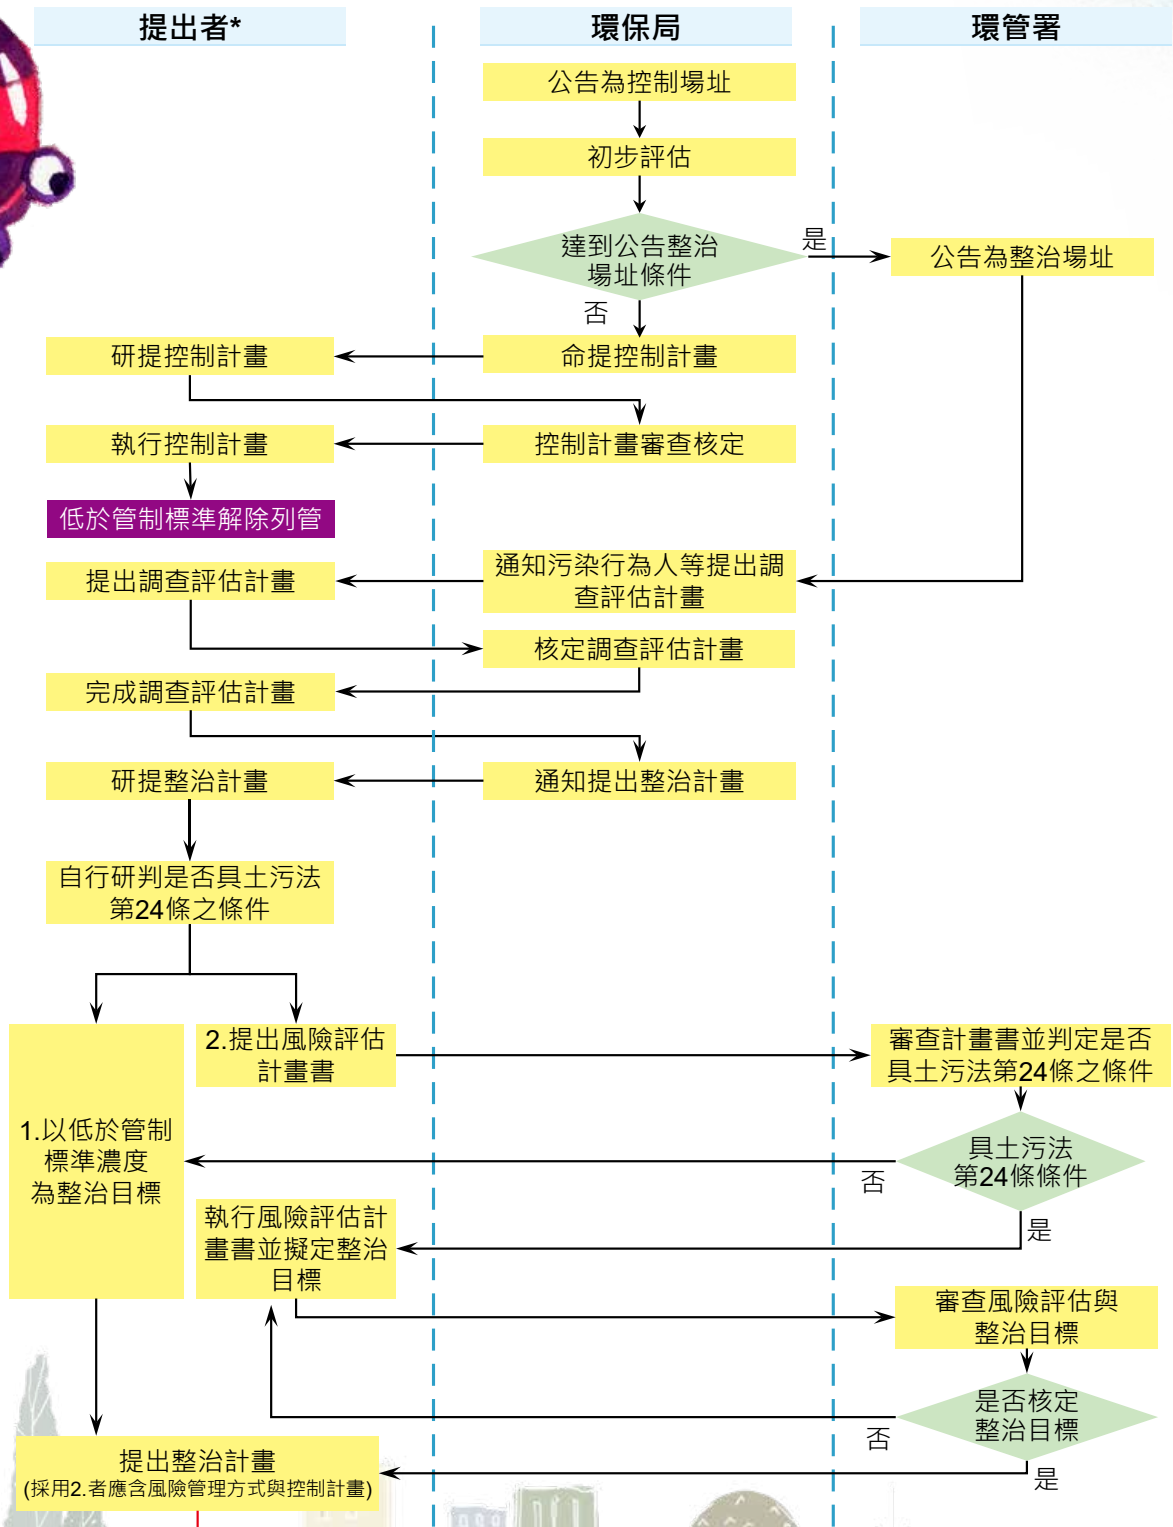 提出者*
環保局
環管署
公告為控制場址
初步評估
達到公告整治
場址條件
是
公告為整治場址
否
研提控制計畫
命提控制計畫
執行控制計畫
控制計畫審查核定
低於管制標準解除列管
提出調查評估計畫
通知污染行為人等提出調
查評估計畫
核定調查評估計畫
完成調查評估計畫
研提整治計畫
通知提出整治計畫
自行研判是否具土污法
第24條之條件
2.提出風險評估
計畫書
審查計畫書並判定是否
具土污法第24條之條件
1.以低於管制
標準濃度
為整治目標
具土污法
第24條條件
否
是
執行風險評估計
畫書並擬定整治
目標
審查風險評估與
整治目標
是否核定
整治目標
否
是
提出整治計畫
(採用2.者應含風險管理方式與控制計畫)